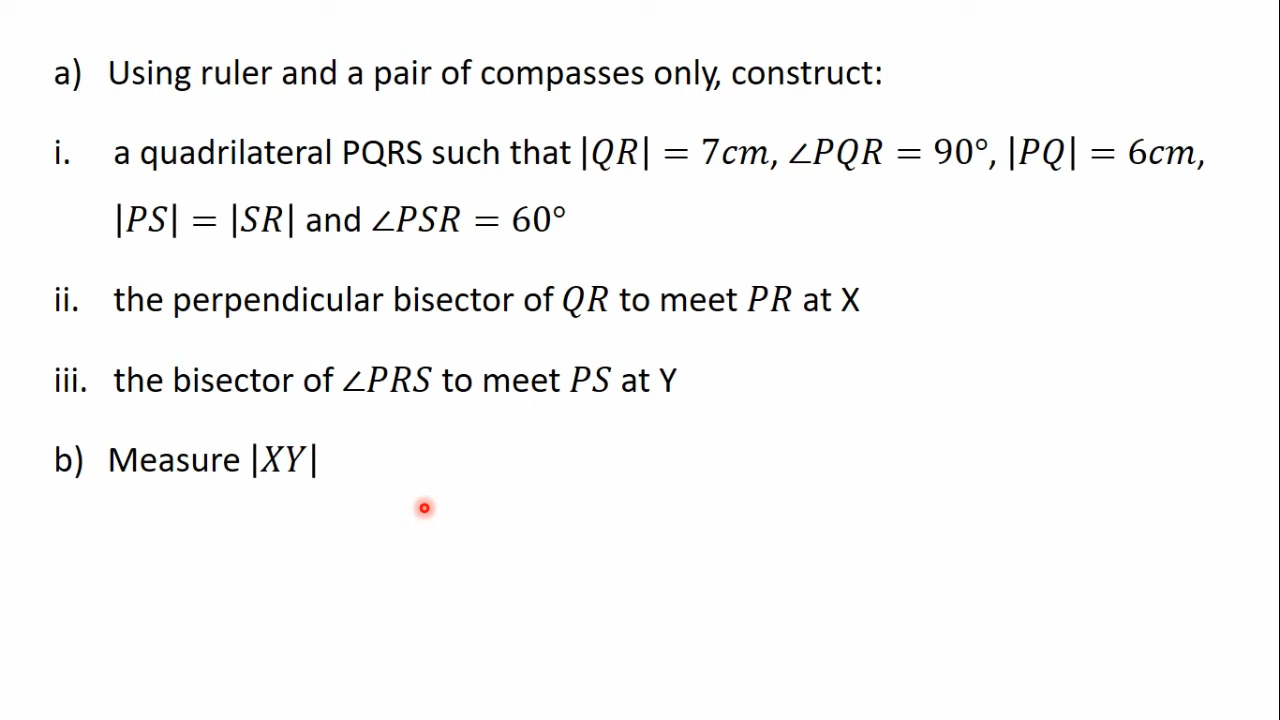 a) Using ruler and a pair of compasses only, construct:
i. a quadrilateral PQRS such that |QR| = 7cm, ∠PQR = 90°, |PQ| = 6cm,
|PS| = |SR| and ∠PSR = 60°
ii. the perpendicular bisector of QR to meet PR at X
iii. the bisector of ∠PRS to meet PS at Y
b) Measure |XY|